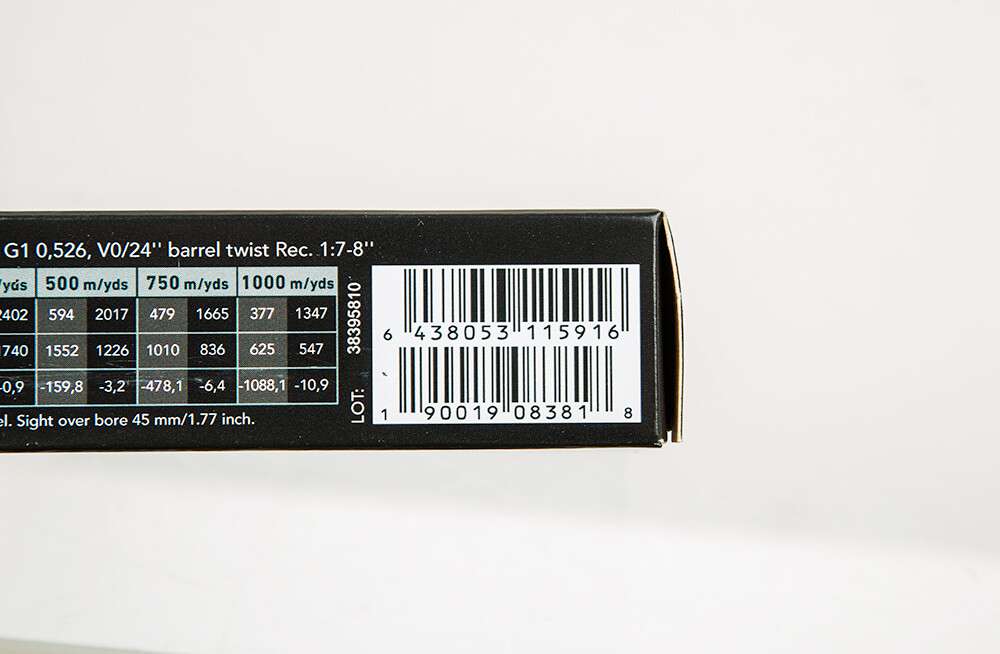 G1 0,526, V0/24'' barrel twist Rec. 1:7-8''
/yds 500 m/yds 750 m/yds 1000 m/yds
2402 594 2017 479 1665 377 1347
1740 1552 1226 1010 836 625 547
-0,9 -159,8 -3,2 -478,1 -6,4 -1088,1 -10,9
el. Sight over bore 45 mm/1.77 inch.
LOT: 38395810
6 438053 115916
1 90019 08381 8